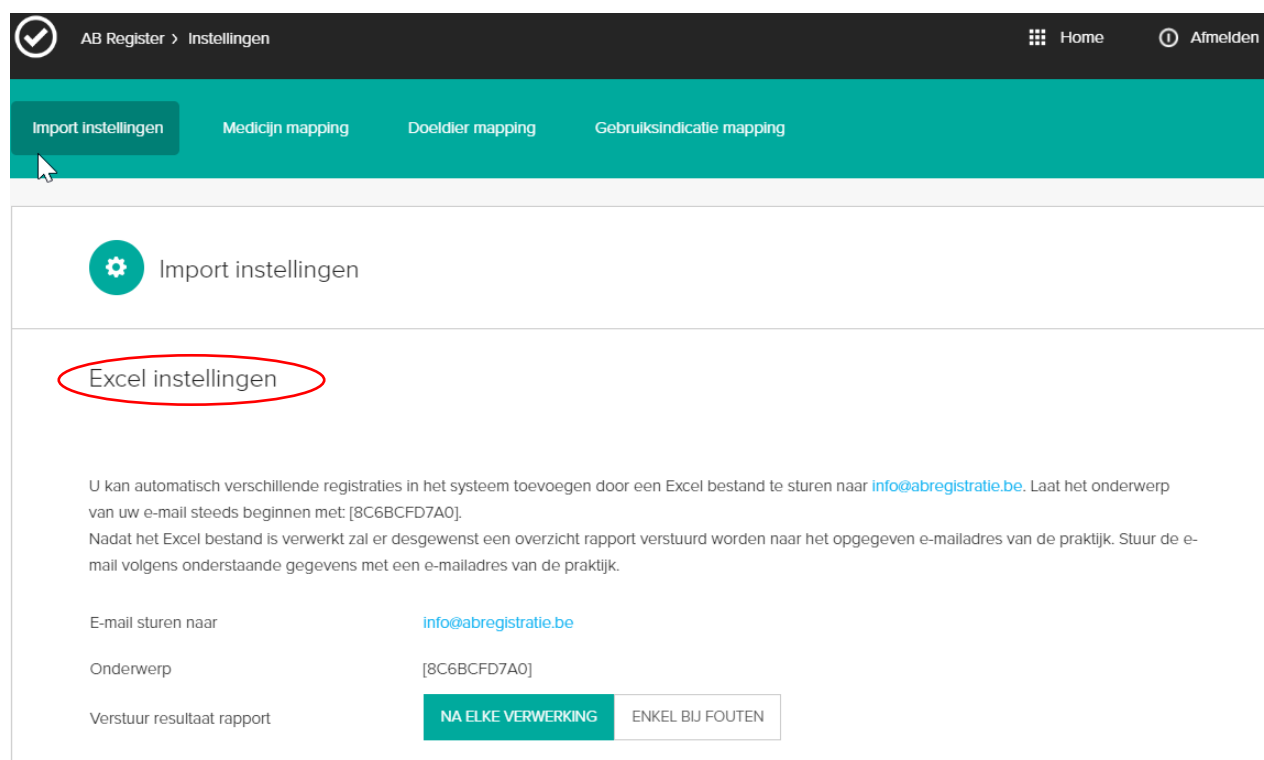 AB Register > Instellingen
Home
Afmelden
Import instellingen
Medicijn mapping
Doeldier mapping
Gebruiksindicatie mapping
Import instellingen
Excel instellingen
U kan automatisch verschillende registraties in het systeem toevoegen door een Excel bestand te sturen naar info@abregistratie.be. Laat het onderwerp
van uw e-mail steeds beginnen met: [8C6BCFD7A0].
Nadat het Excel bestand is verwerkt zal er desgewenst een overzicht rapport verstuurd worden naar het opgegeven e-mailadres van de praktijk. Stuur de e-
mail volgens onderstaande gegevens met een e-mailadres van de praktijk.
E-mail sturen naar
info@abregistratie.be
Onderwerp
[8C6BCFD7A0]
Verstuur resultaat rapport
NA ELKE VERWERKING
ENKEL BIJ FOUTEN